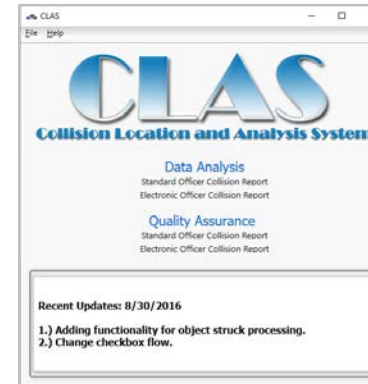 CLAS
File Help
CLAS
Collision Location and Analysis System
Data Analysis
Standard Officer Collision Report
Electronic Officer Collision Report
Quality Assurance
Standard Officer Collision Report
Electronic Officer Collision Report
Recent Updates: 8/30/2016
1.) Adding functionality for object struck processing.
2.) Change checkbox flow.